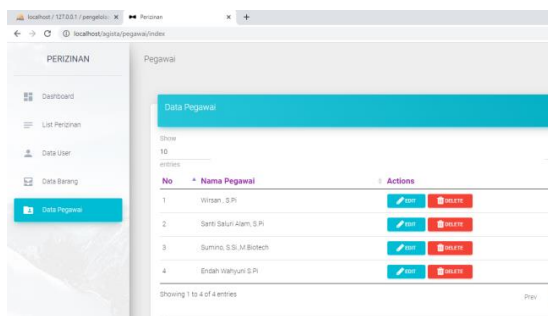 localhost / 127.0.0.1 / pengelola
Perizinan
localhost/agista/pegawai/index
PERIZINAN
Pegawai
Dashboard
List Perizinan
Data User
Data Barang
Data Pegawai
Data Pegawai
Show
10
entries
No Nama Pegawai Actions
1 Wirsan , S.Pi EDIT DELETE
2 Santi Saluri Alam, S.Pi EDIT DELETE
3 Sumino, S.Si.,M.Biotech EDIT DELETE
4 Endah Wahyuni S.Pi EDIT DELETE
Showing 1 to 4 of 4 entries
Prev